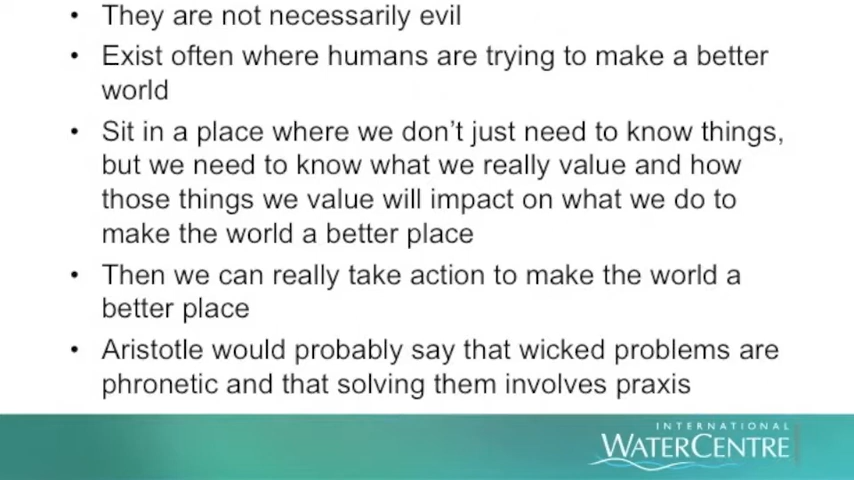 • They are not necessarily evil
• Exist often where humans are trying to make a better
world
• Sit in a place where we don't just need to know things,
but we need to know what we really value and how
those things we value will impact on what we do to
make the world a better place
• Then we can really take action to make the world a
better place
• Aristotle would probably say that wicked problems are
phronetic and that solving them involves praxis
INTERNATIONAL
WATERCENTRE